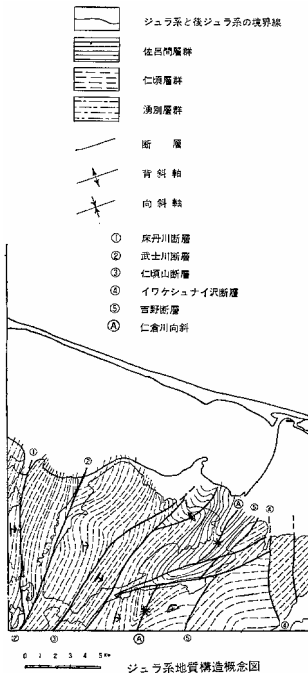 ジュラ系と後ジュラ系の境界線
佐呂間層群
仁頃層群
湧別層群
断層
背斜軸
向斜軸
① 床丹川断層
② 武士川断層
③ 仁頃山断層
④ イワケシュナイ沢断層
⑤ 西野断層
Ⓐ 仁倉川向斜
①
②
Ⓐ ⑤ ④
② ③ Ⓐ ⑤ ④
0 1 2 3 4 5 Km
ジュラ系地質構造概念図